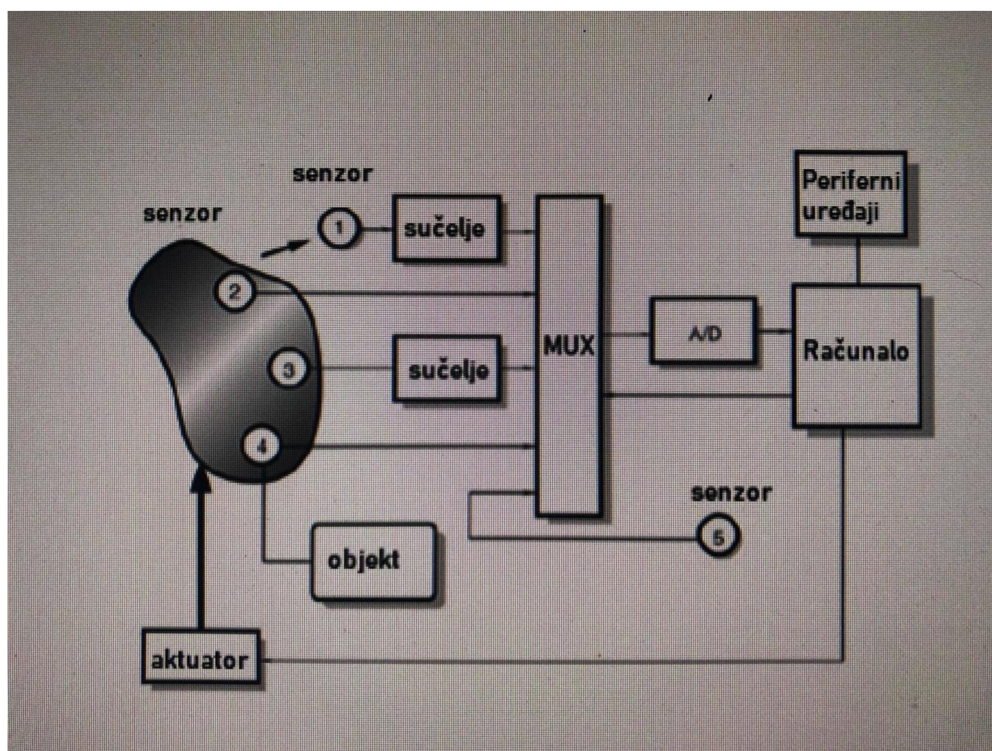 senzor
senzor
1
sučelje
2
3
sučelje
4
MUX
A/D
Periferni
uređaji
Računalo
senzor
5
objekt
aktuator